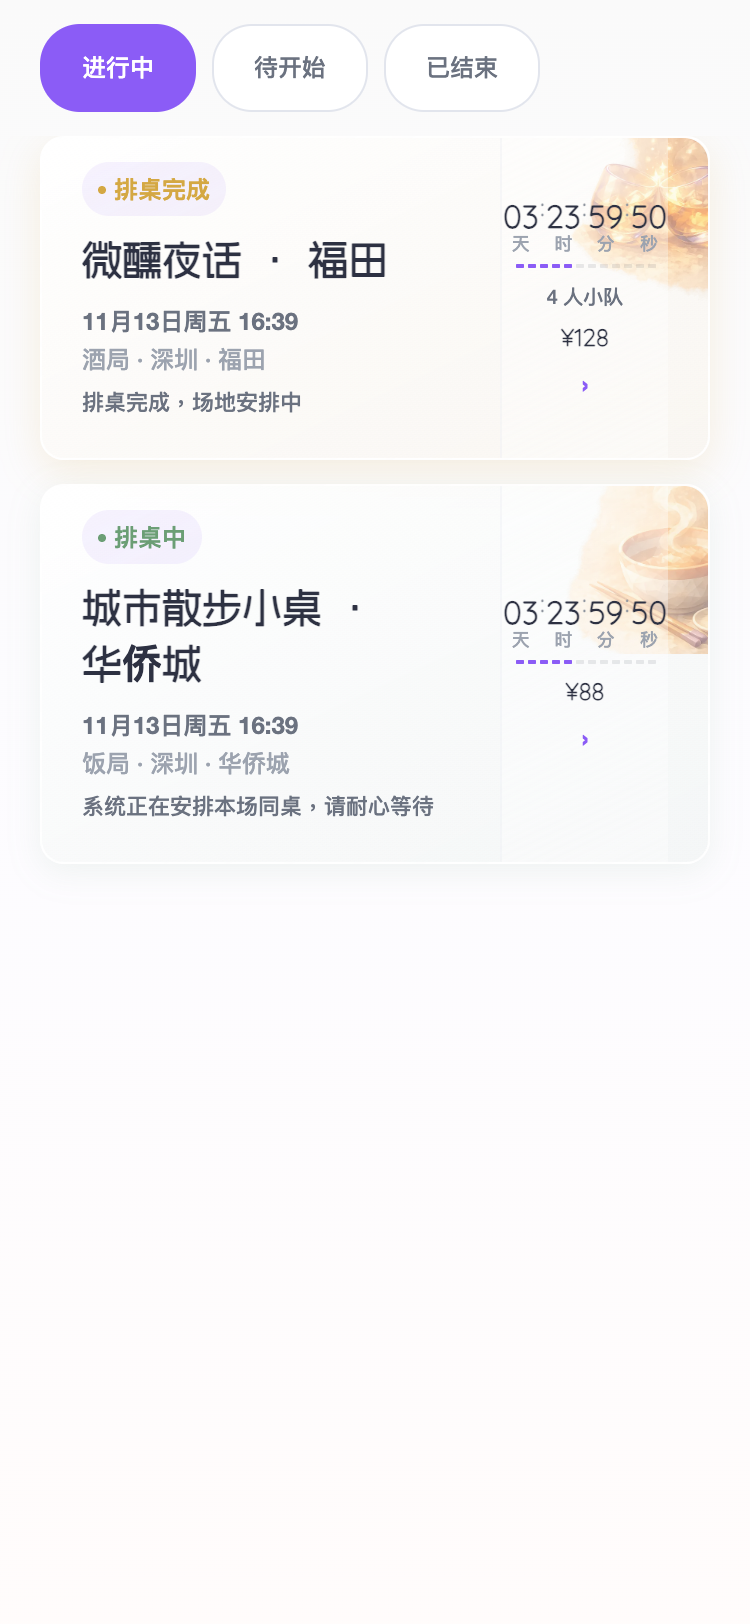 进行中
待开始
已结束
• 排桌完成
微醺夜话 · 福田
11月13日周五 16:39
酒局 · 深圳 · 福田
排桌完成，场地安排中
03:23:59:50
天 时 分 秒
4 人小队
¥128
›
• 排桌中
城市散步小桌 ·
华侨城
11月13日周五 16:39
饭局 · 深圳 · 华侨城
系统正在安排本场同桌，请耐心等待
03:23:59:50
天 时 分 秒
¥88
›